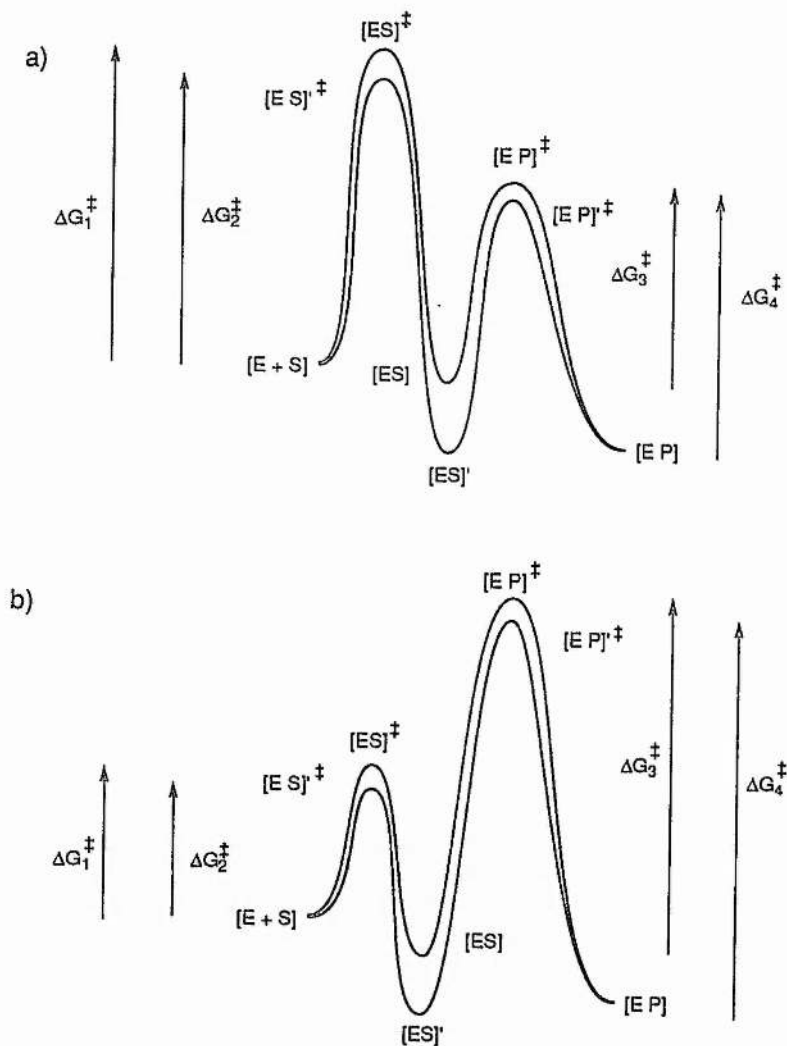 a)
[ES]‡
[E S]'‡
[E P]‡
[E P]'‡
ΔG1‡
ΔG2‡
ΔG3‡
ΔG4‡
[E + S]
[ES]
[ES]'
[E P]
b)
[E P]‡
[E P]'‡
[ES]‡
[E S]'‡
ΔG1‡
ΔG2‡
ΔG3‡
ΔG4‡
[E + S]
[ES]
[ES]'
[E P]